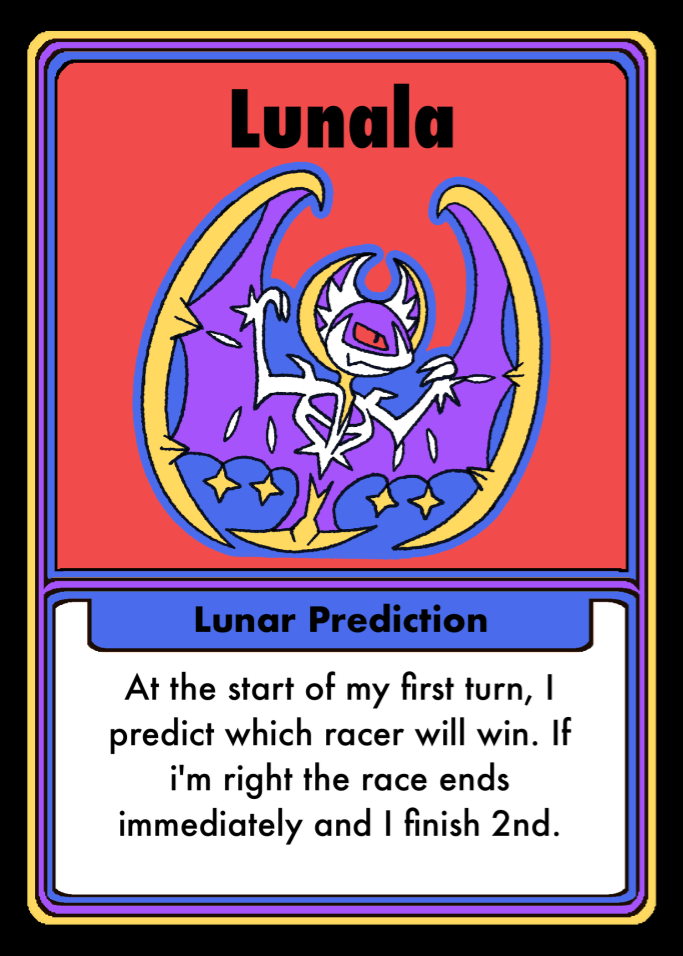 Lunala
Lunar Prediction
At the start of my first turn, I
predict which racer will win. If
i'm right the race ends
immediately and I finish 2nd.